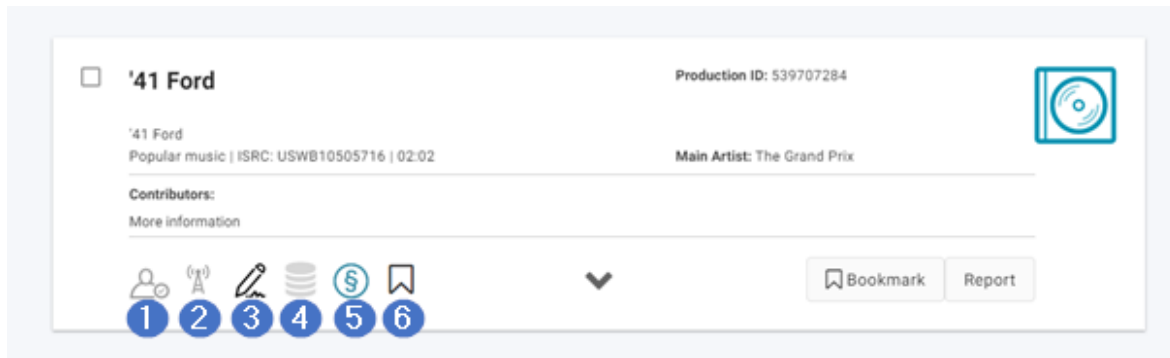 '41 Ford
Production ID: 539707284
'41 Ford
Popular music | ISRC: USWB10505716 | 02:02
Main Artist: The Grand Prix
Contributors:
More information
§
Bookmark
Report
1 2 3 4 5 6